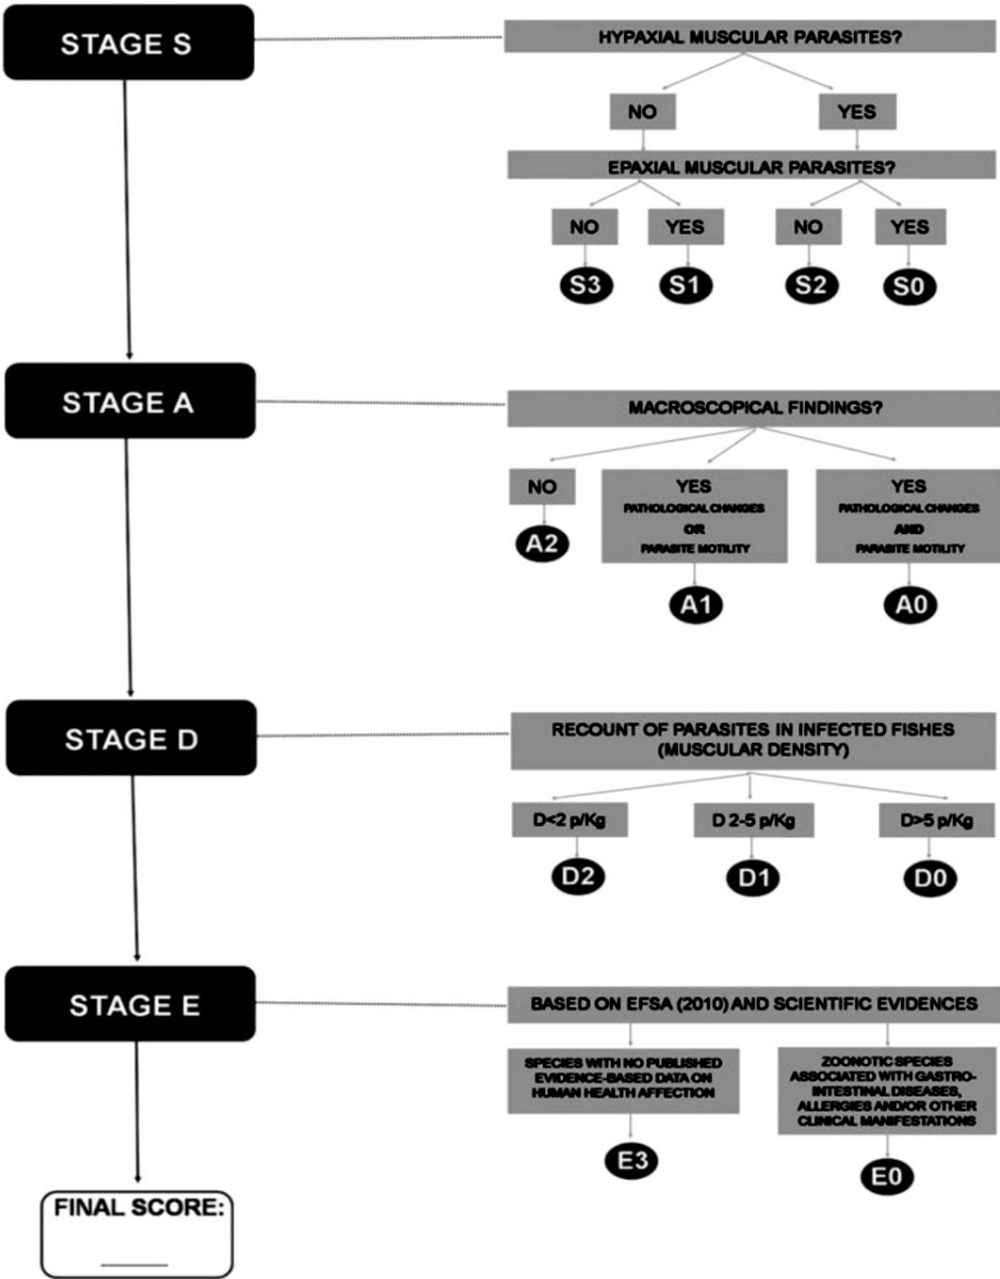 STAGE S
HYPAXIAL MUSCULAR PARASITES?
NO
YES
EPAXIAL MUSCULAR PARASITES?
NO
YES
NO
YES
S3
S1
S2
S0
STAGE A
MACROSCOPICAL FINDINGS?
NO
A2
YES
PATHOLOGICAL CHANGES
OR
PARASITE MOTILITY
A1
YES
PATHOLOGICAL CHANGES
AND
PARASITE MOTILITY
A0
STAGE D
RECOUNT OF PARASITES IN INFECTED FISHES
(MUSCULAR DENSITY)
D<2 p/Kg
D 2-5 p/Kg
D>5 p/Kg
D2
D1
D0
STAGE E
BASED ON EFSA (2010) AND SCIENTIFIC EVIDENCES
SPECIES WITH NO PUBLISHED
EVIDENCE-BASED DATA ON
HUMAN HEALTH AFFECTION
E3
ZOONOTIC SPECIES
ASSOCIATED WITH GASTRO-
INTESTINAL DISEASES,
ALLERGIES AND/OR OTHER
CLINICAL MANIFESTATIONS
E0
FINAL SCORE: